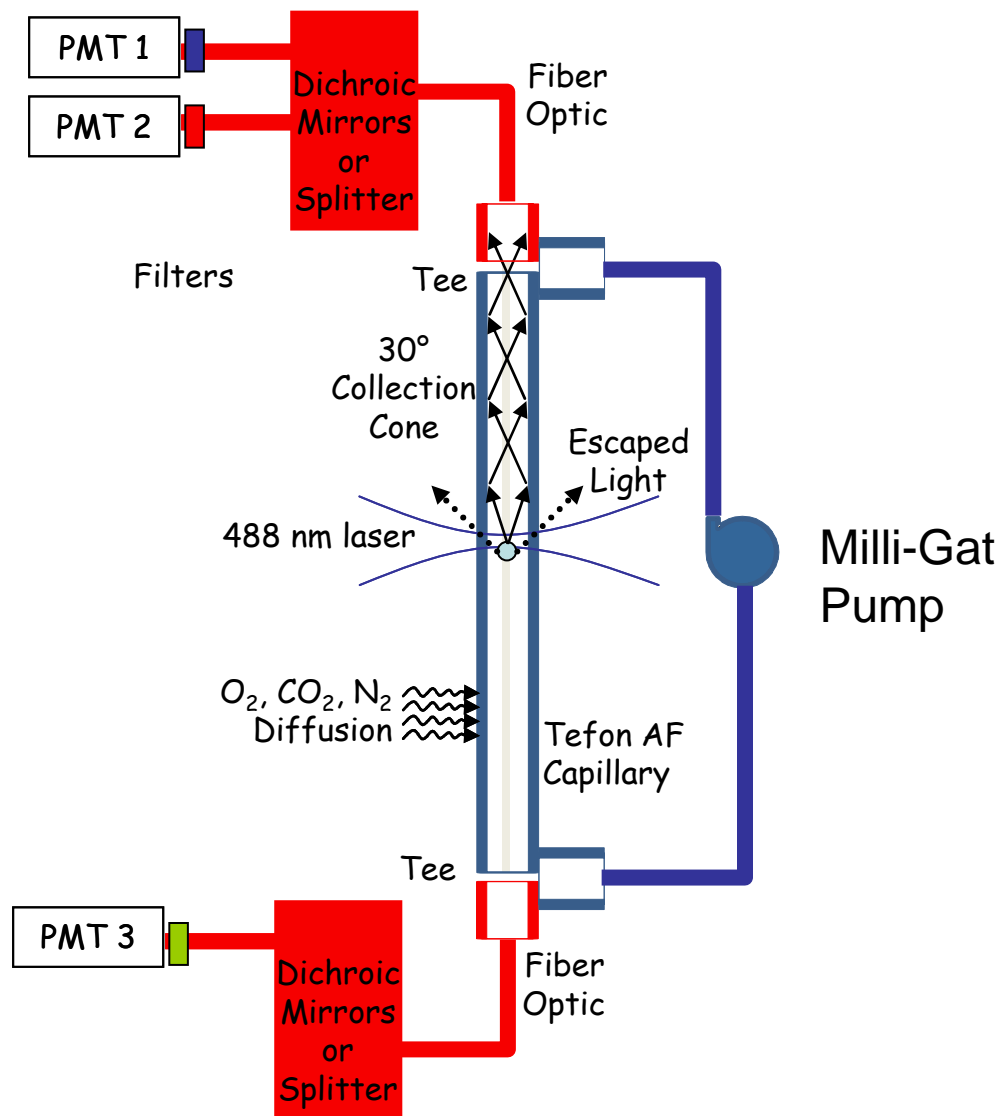 PMT 1
PMT 2
Dichroic
Mirrors
or
Splitter
Fiber
Optic
Filters
Tee
30°
Collection
Cone
Escaped
Light
488 nm laser
Milli-Gat
Pump
O₂, CO₂, N₂
Diffusion
Tefon AF
Capillary
Tee
PMT 3
Dichroic
Mirrors
or
Splitter
Fiber
Optic